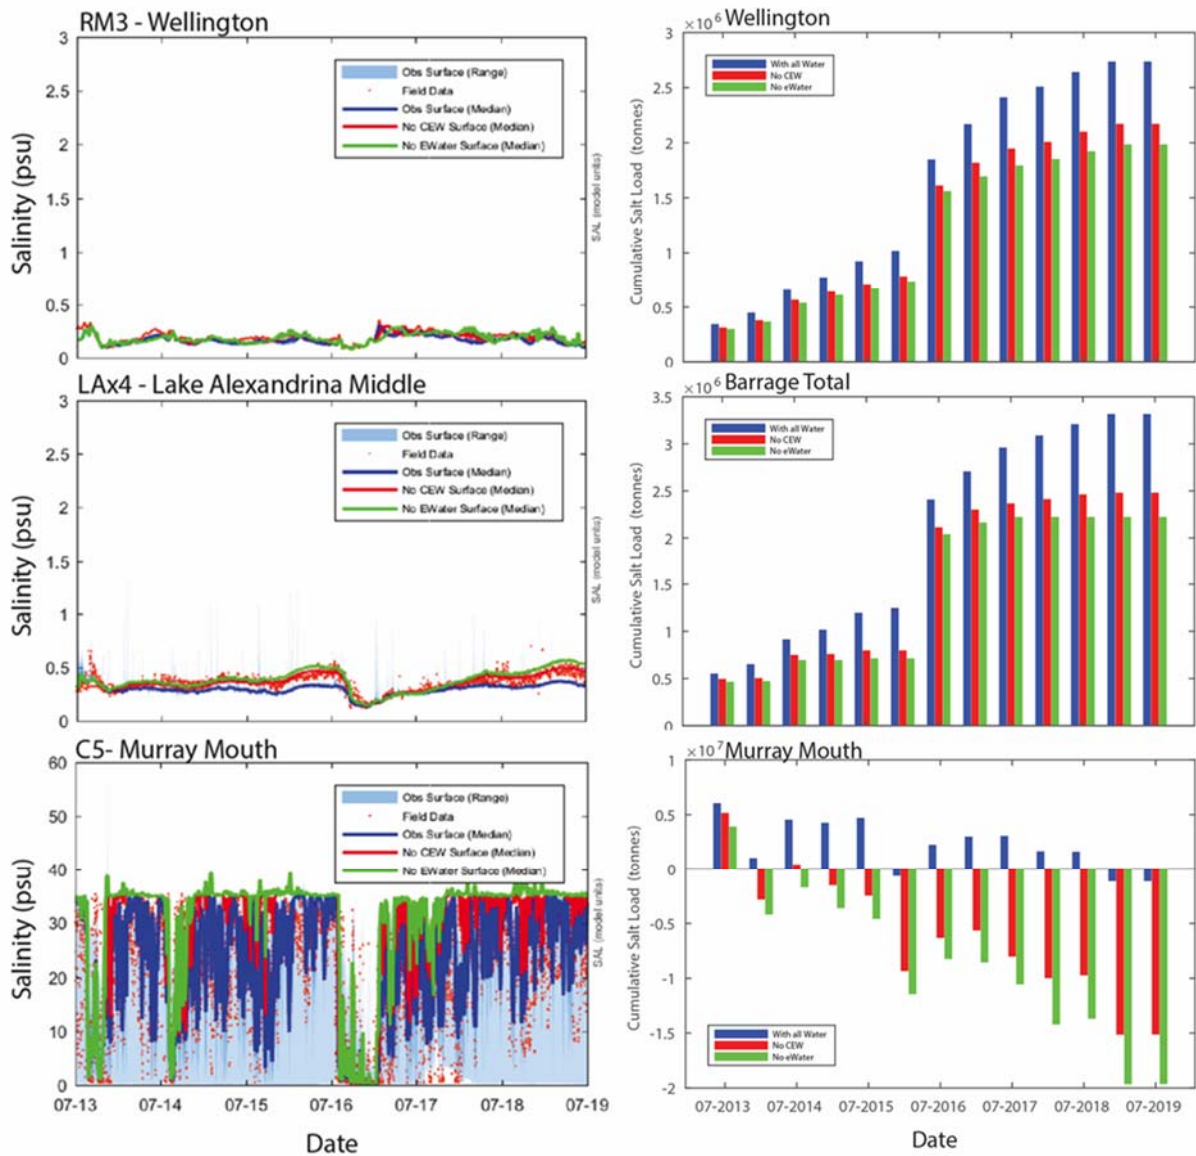 RM3 - Wellington
3
2.5
2
1.5
1
0.5
0
Salinity (psu)
SAL (model units)
Obs Surface (Range)
Field Data
Obs Surface (Median)
No CEW Surface (Median)
No EWater Surface (Median)
×10⁶ Wellington
3
2.5
2
1.5
1
0.5
0
Cumulative Salt Load (tonnes)
With all Water
No CEW
No eWater
LAx4 - Lake Alexandrina Middle
3
2.5
2
1.5
1
0.5
0
Salinity (psu)
SAL (model units)
Obs Surface (Range)
Field Data
Obs Surface (Median)
No CEW Surface (Median)
No EWater Surface (Median)
×10⁶ Barrage Total
3.5
3
2.5
2
1.5
1
0.5
0
Cumulative Salt Load (tonnes)
With all Water
No CEW
No eWater
C5- Murray Mouth
60
50
40
30
20
10
0
Salinity (psu)
SAL (model units)
Obs Surface (Range)
Field Data
Obs Surface (Median)
No CEW Surface (Median)
No EWater Surface (Median)
07-13 07-14 07-15 07-16 07-17 07-18 07-19
Date
×10⁷ Murray Mouth
1
0.5
0
-0.5
-1
-1.5
-2
Cumulative Salt Load (tonnes)
With all Water
No CEW
No eWater
07-2013 07-2014 07-2015 07-2016 07-2017 07-2018 07-2019
Date